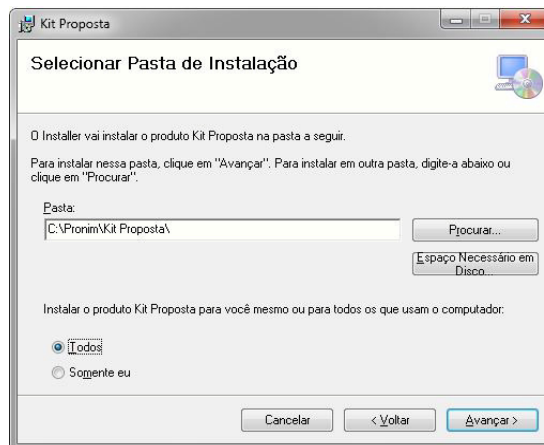 Kit Proposta
Selecionar Pasta de Instalação
O Installer vai instalar o produto Kit Proposta na pasta a seguir.
Para instalar nessa pasta, clique em "Avançar". Para instalar em outra pasta, digite-a abaixo ou
clique em "Procurar".
Pasta:
C:\Pronim\Kit Proposta\
Procurar...
Espaço Necessário em
Disco...
Instalar o produto Kit Proposta para você mesmo ou para todos os que usam o computador:
Todos
Somente eu
Cancelar
< Voltar
Avançar >